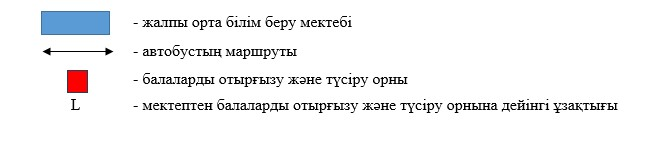 - жалпы орта білім беру мектебі
- автобустың маршруты
- балаларды отырғызу және түсіру орны
L - мектептен балаларды отырғызу және түсіру орнына дейінгі ұзақтығы